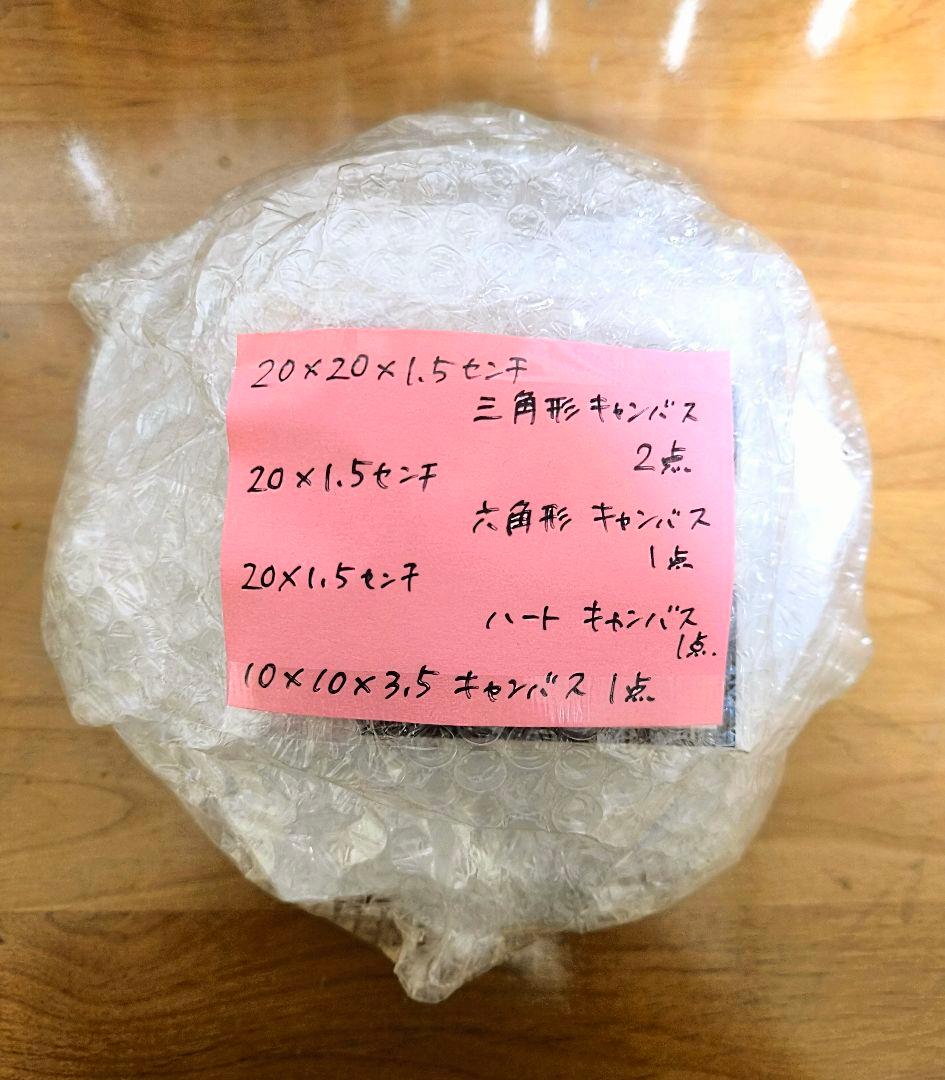 20×20×1.5センチ
三角形キャンバス
2点
20×1.5センチ
六角形 キャンバス
1点
20×1.5センチ
ハート キャンバス
1点.
10×10×3.5 キャンバス 1点